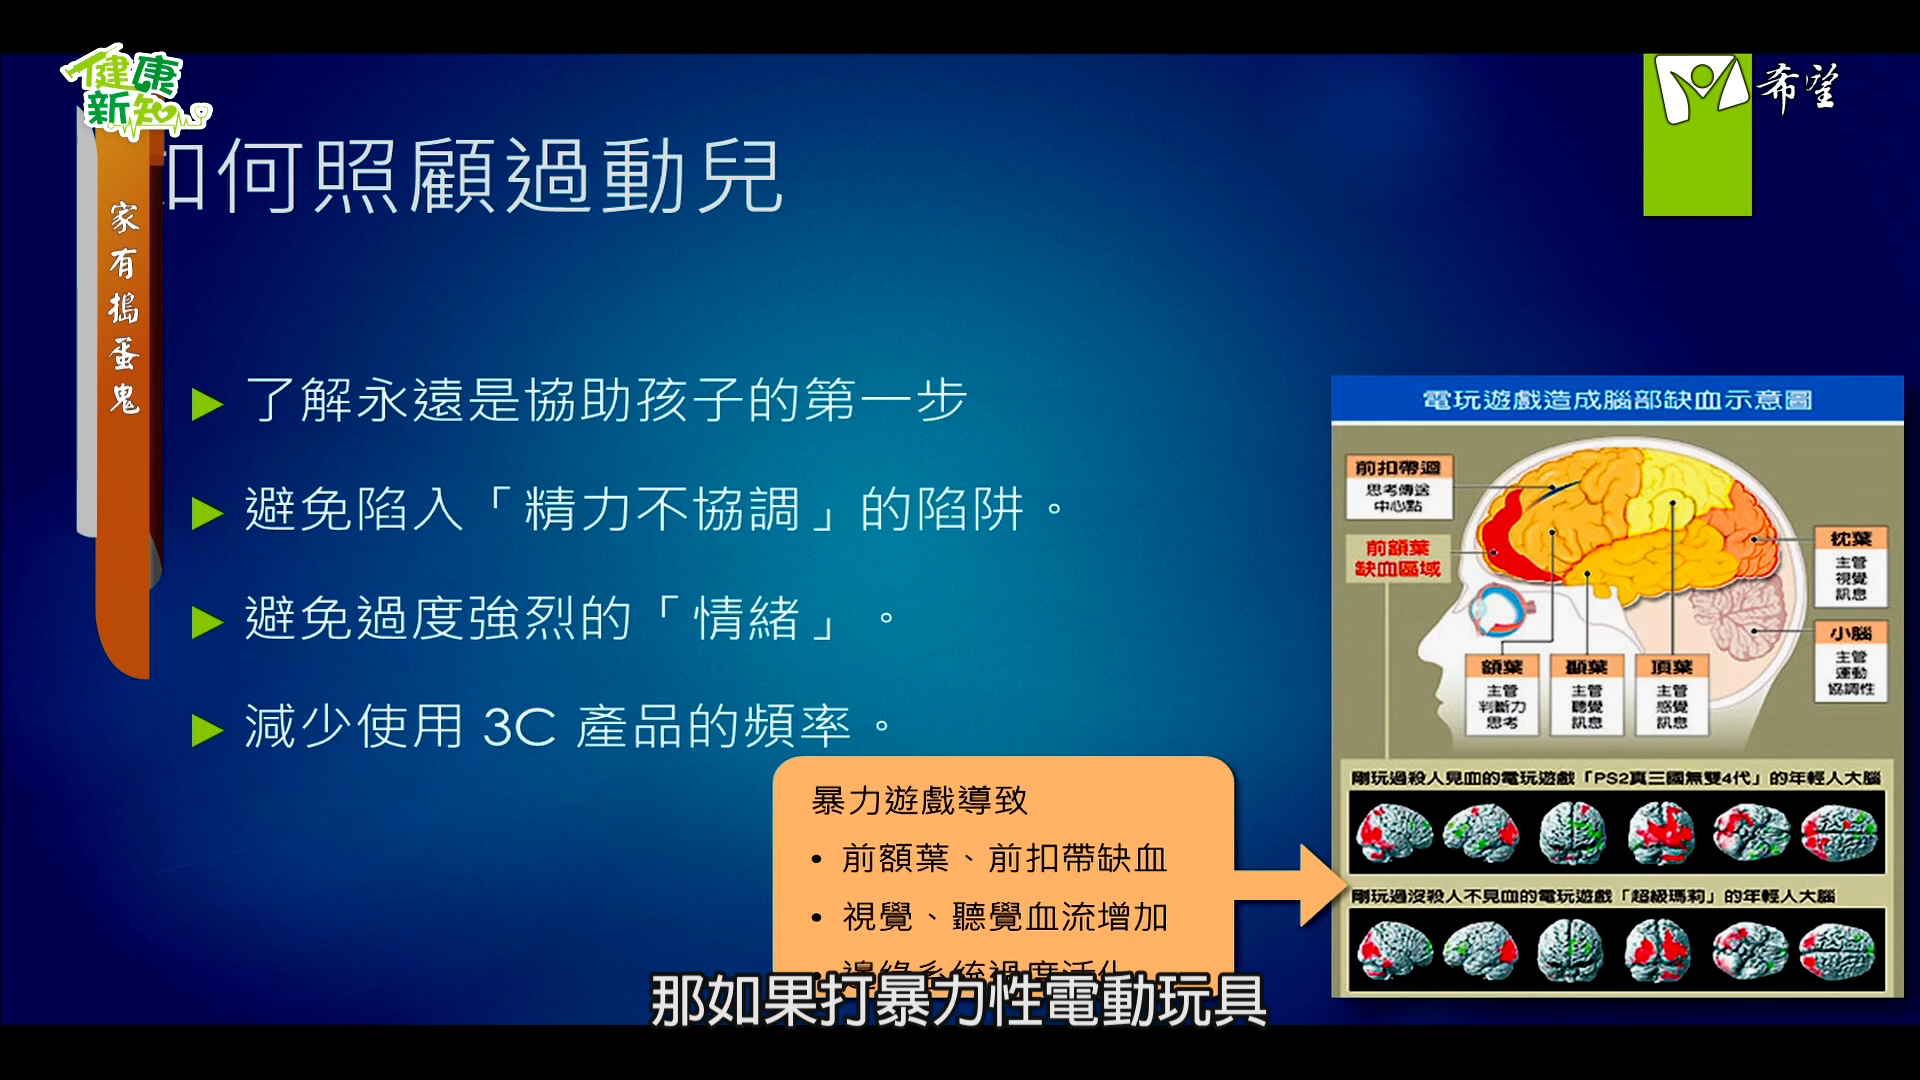 健康
新知
希望
家有搗蛋鬼
如何照顧過動兒
了解永遠是協助孩子的第一步
避免陷入「精力不協調」的陷阱。
避免過度強烈的「情緒」。
減少使用 3C 產品的頻率。
暴力遊戲導致
• 前額葉、前扣帶缺血
• 視覺、聽覺血流增加
• 邊緣系統過度活化
電玩遊戲造成腦部缺血示意圖
前扣帶迴
思考傳送
中心點
前額葉
缺血區域
枕葉
主管
視覺
訊息
小腦
主管
運動
協調性
額葉
主管
判斷力
思考
顳葉
主管
聽覺
訊息
頂葉
主管
感覺
訊息
剛玩過殺人見血的電玩遊戲「PS2真三國無雙4代」的年輕人大腦
剛玩過沒殺人不見血的電玩遊戲「超級瑪莉」的年輕人大腦
那如果打暴力性電動玩具